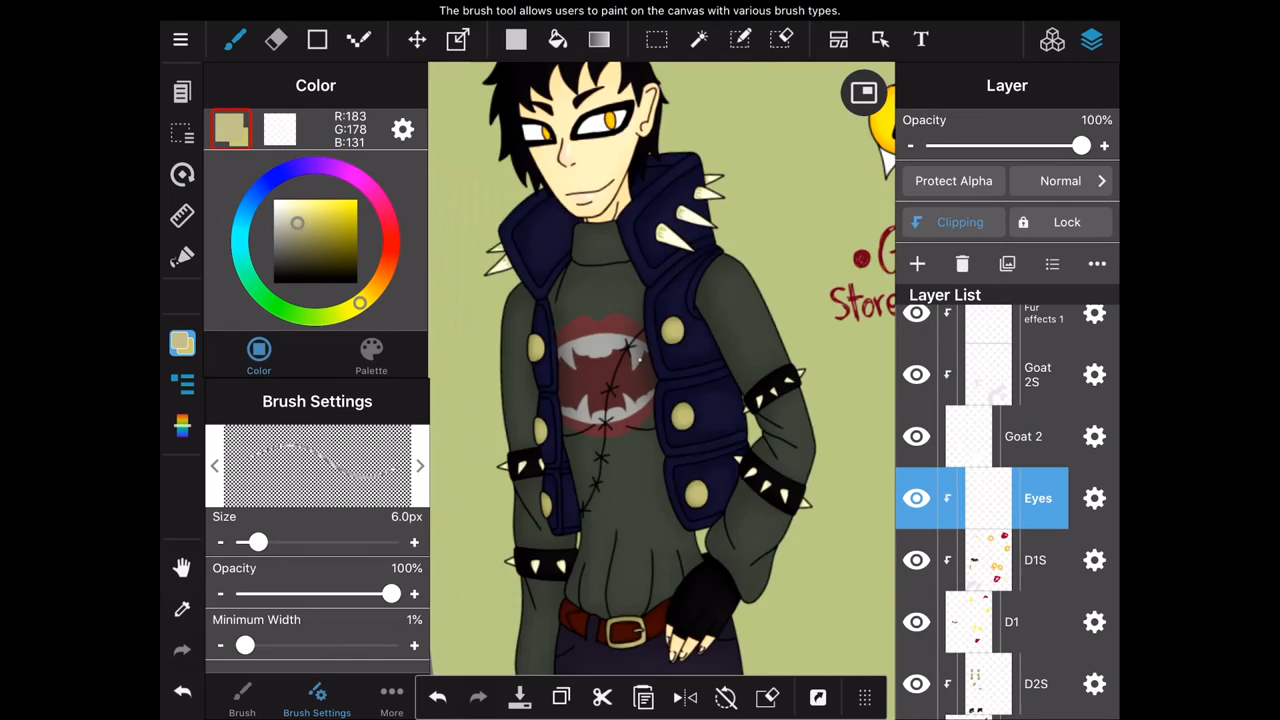 The brush tool allows users to paint on the canvas with various brush types.
T
Color
R:183
G:178
B:131
Color
Palette
Brush Settings
Size
6.0px
Opacity
100%
Minimum Width
1%
Brush
Brush Settings
More
Store
Layer
Opacity
100%
Protect Alpha
Normal
Clipping
Lock
Layer List
Fur
effects 1
Goat
2S
Goat 2
Eyes
D1S
D1
D2S